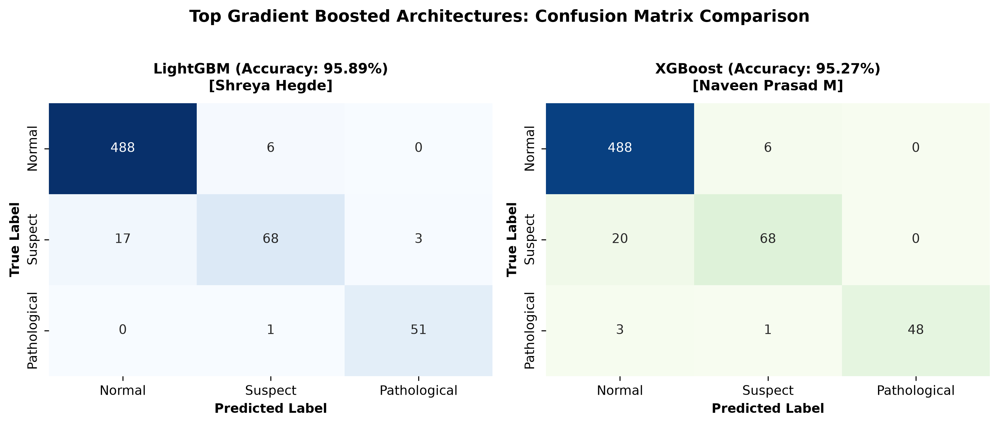 Top Gradient Boosted Architectures: Confusion Matrix Comparison
LightGBM (Accuracy: 95.89%)
[Shreya Hegde]
True Label
Normal
488
6
0
Suspect
17
68
3
Pathological
0
1
51
Normal
Suspect
Pathological
Predicted Label
XGBoost (Accuracy: 95.27%)
[Naveen Prasad M]
True Label
Normal
488
6
0
Suspect
20
68
0
Pathological
3
1
48
Normal
Suspect
Pathological
Predicted Label